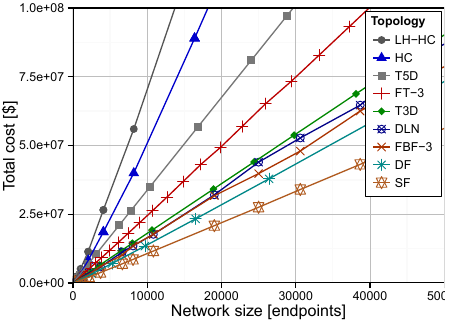 1.0e+08
7.5e+07
5.0e+07
2.5e+07
0.0e+00
Total cost [$]
0
10000
20000
30000
40000
500
Network size [endpoints]
Topology
LH-HC
HC
T5D
FT-3
T3D
DLN
FBF-3
DF
SF